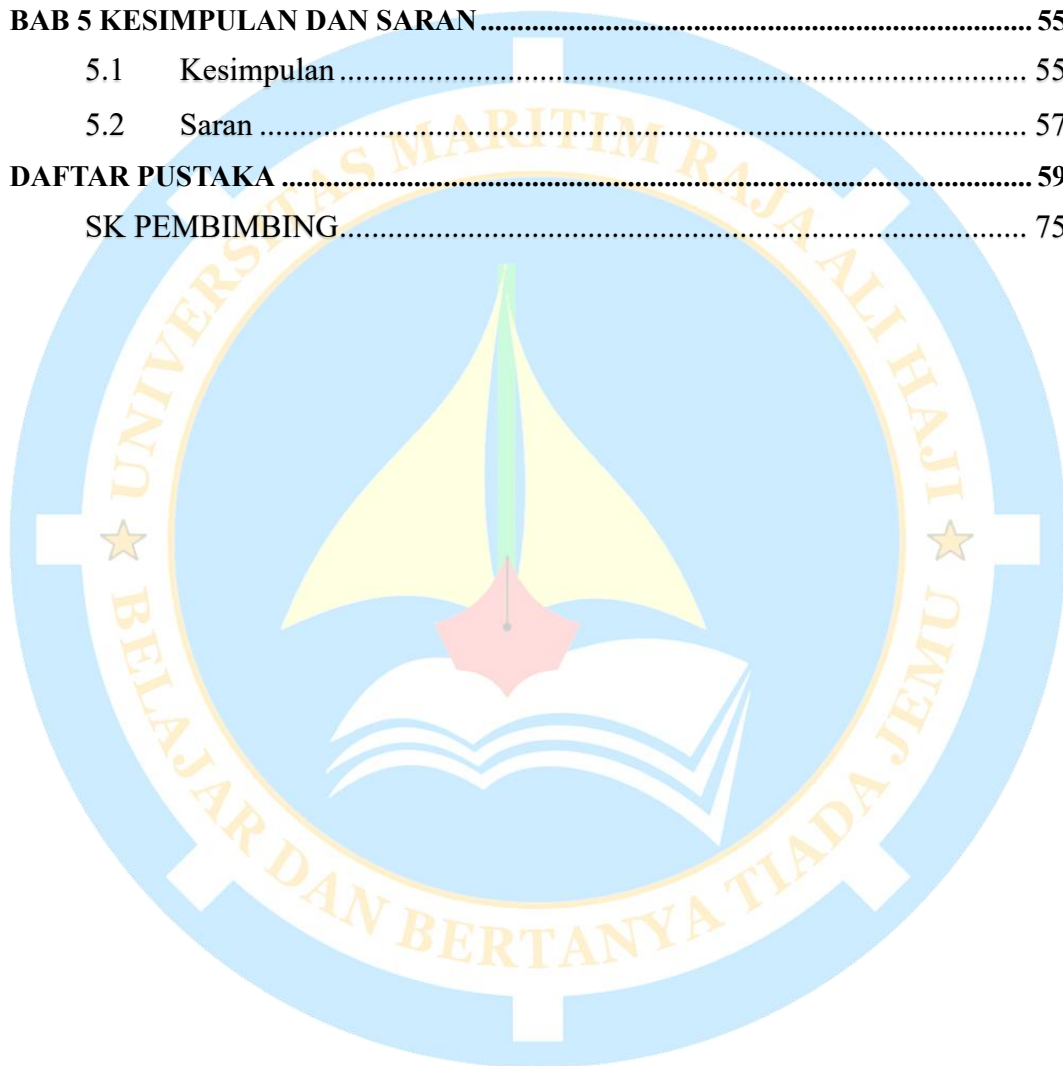 BAB 5 KESIMPULAN DAN SARAN.......... 55
5.1 Kesimpulan.......... 55
5.2 Saran.......... 57
DAFTAR PUSTAKA.......... 59
SK PEMBIMBING.......... 75
UNIVERSITAS MARITIM RAJA ALI HAJI
BELAJAR DAN BERTANYA TIADA JEMU